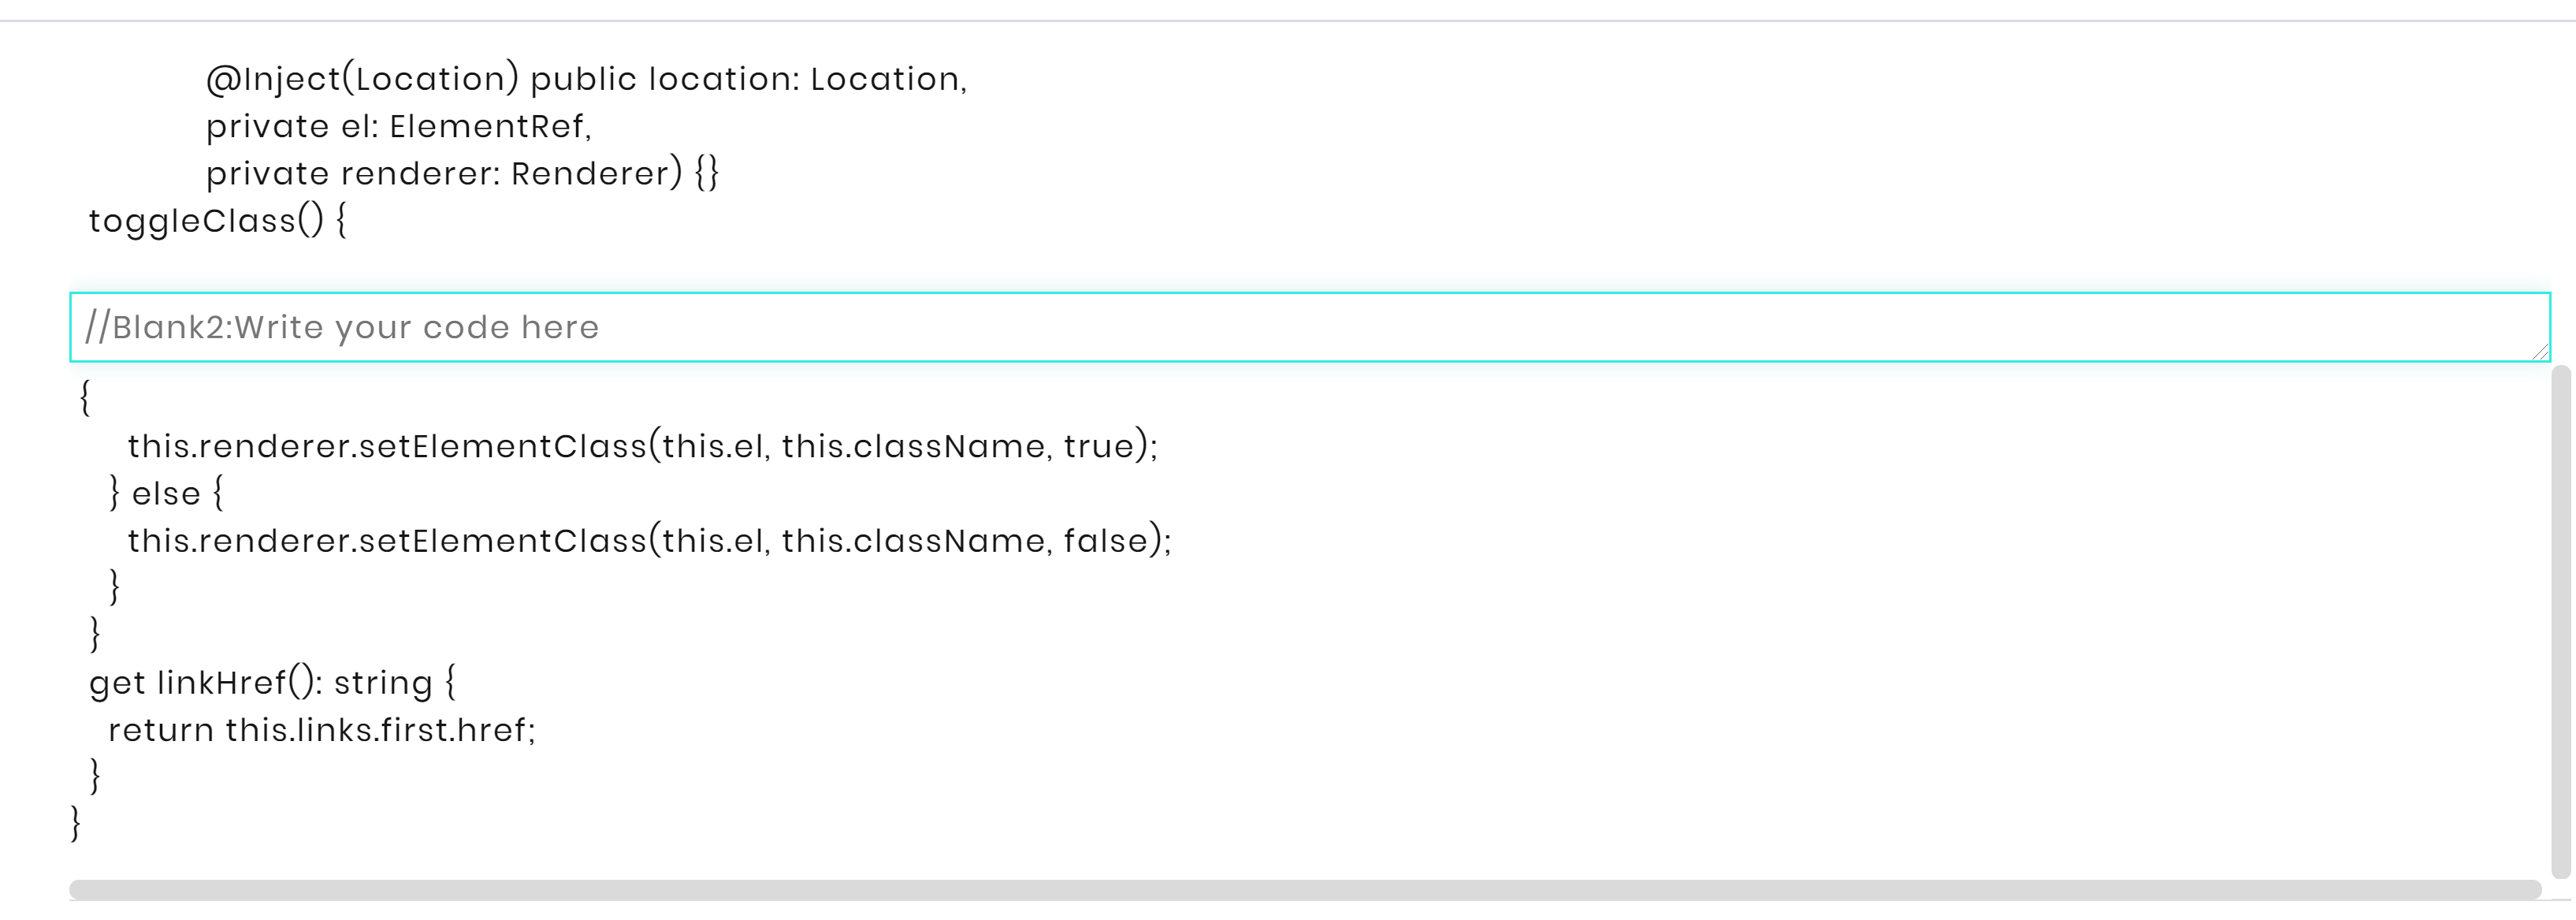 @Inject(Location) public location: Location,
private el: ElementRef,
private renderer: Renderer) {}
toggleClass() {
//Blank2:Write your code here
{
this.renderer.setElementClass(this.el, this.className, true);
} else {
this.renderer.setElementClass(this.el, this.className, false);
}
}
get linkHref(): string {
return this.links.first.href;
}
}